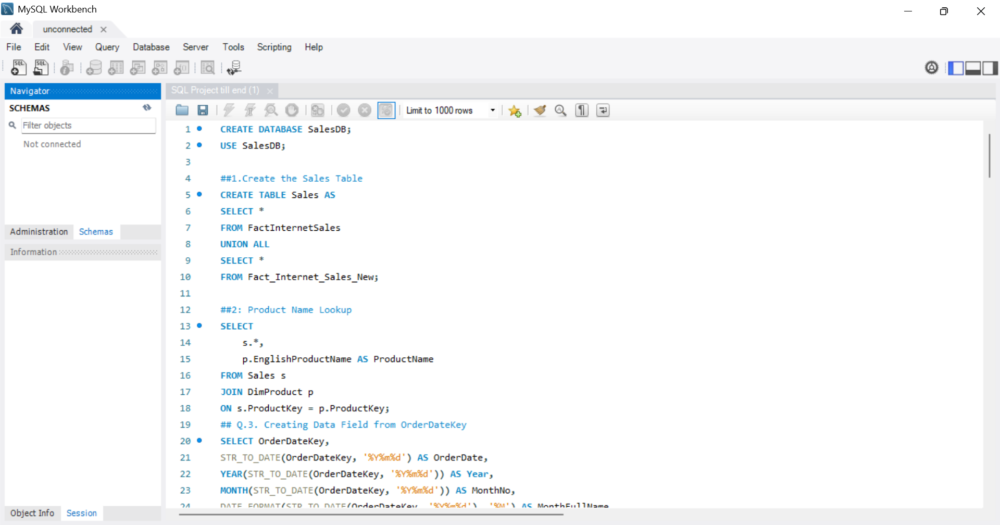 MySQL Workbench
unconnected
File Edit View Query Database Server Tools Scripting Help
Navigator
SCHEMAS
Filter objects
Not connected
Administration Schemas
Information
Object Info Session
SQL Project till end (1)
Limit to 1000 rows
1 CREATE DATABASE SalesDB;
2 USE SalesDB;
3
4 ##1.Create the Sales Table
5 CREATE TABLE Sales AS
6 SELECT *
7 FROM FactInternetSales
8 UNION ALL
9 SELECT *
10 FROM Fact_Internet_Sales_New;
11
12 ##2: Product Name Lookup
13 SELECT
14 s.*,
15 p.EnglishProductName AS ProductName
16 FROM Sales s
17 JOIN DimProduct p
18 ON s.ProductKey = p.ProductKey;
19 ## Q.3. Creating Data Field from OrderDateKey
20 SELECT OrderDateKey,
21 STR_TO_DATE(OrderDateKey, '%Y%m%d') AS OrderDate,
22 YEAR(STR_TO_DATE(OrderDateKey, '%Y%m%d')) AS Year,
23 MONTH(STR_TO_DATE(OrderDateKey, '%Y%m%d')) AS MonthNo,
24 DATE_FORMAT(STR_TO_DATE(OrderDateKey, '%Y%m%d'), '%M') AS MonthFullName